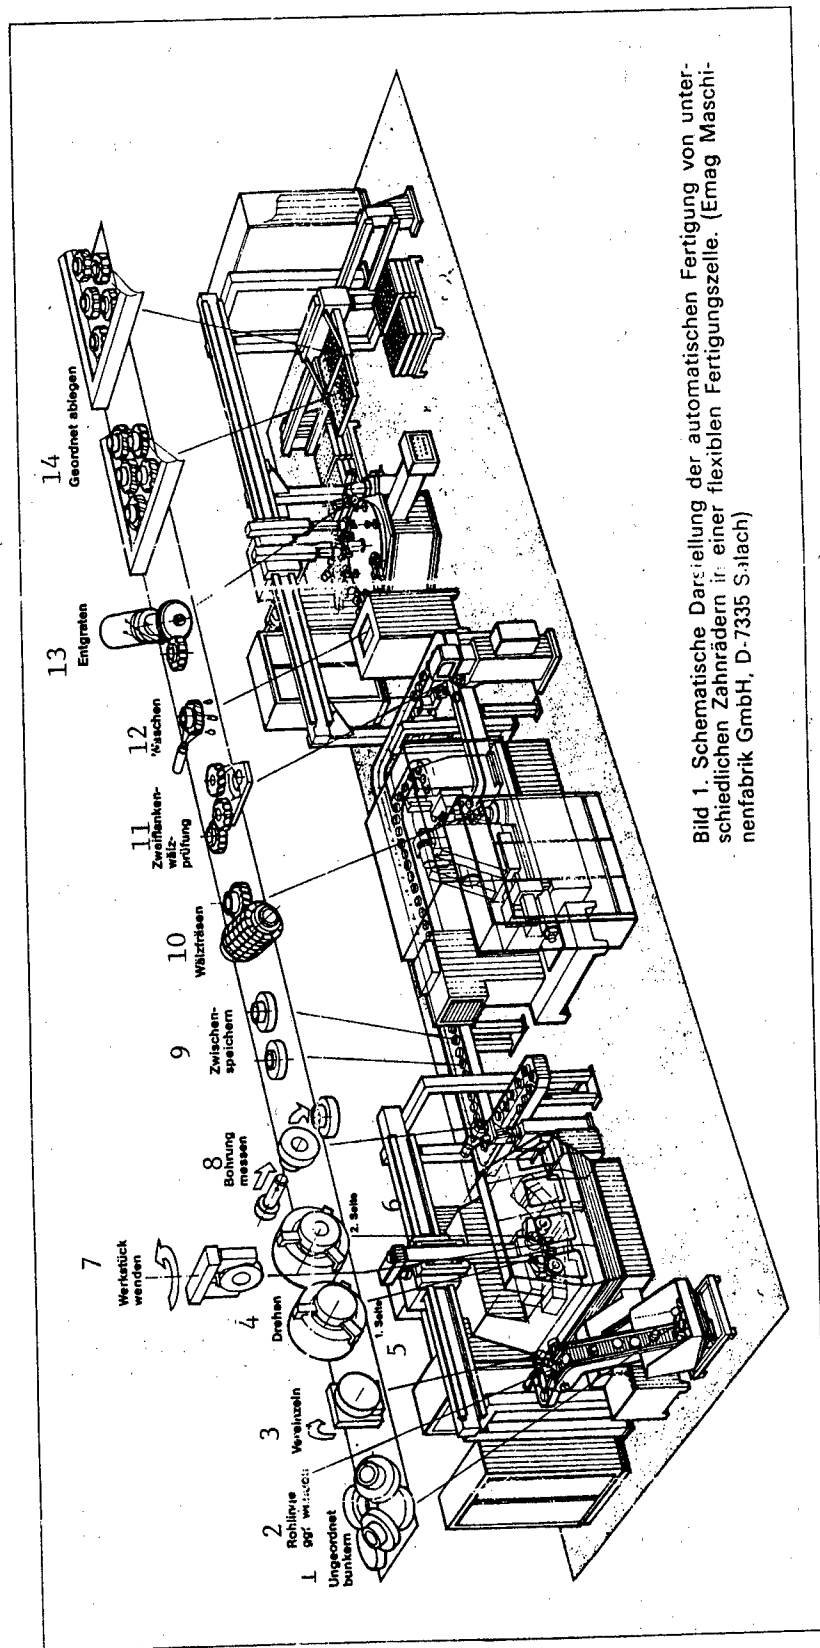 1
Ungeordnet
bunkern
2
Rohlinge
ggf.
3
Vereinzeln
4
Drehen
5
1. Seite
6
2. Seite
7
Werkstück
wenden
8
Bohrung
messen
9
Zwischen-
speichern
10
Wälzfräsen
11
Zweiflanken-
wälz-
prüfung
12
Waschen
13
Entgraten
14
Geordnet ablegen
Bild 1. Schematische Darstellung der automatischen Fertigung von unter-
schiedlichen Zahnrädern in einer flexiblen Fertigungszelle. (Emag Maschi-
nenfabrik GmbH, D-7335 Salach)